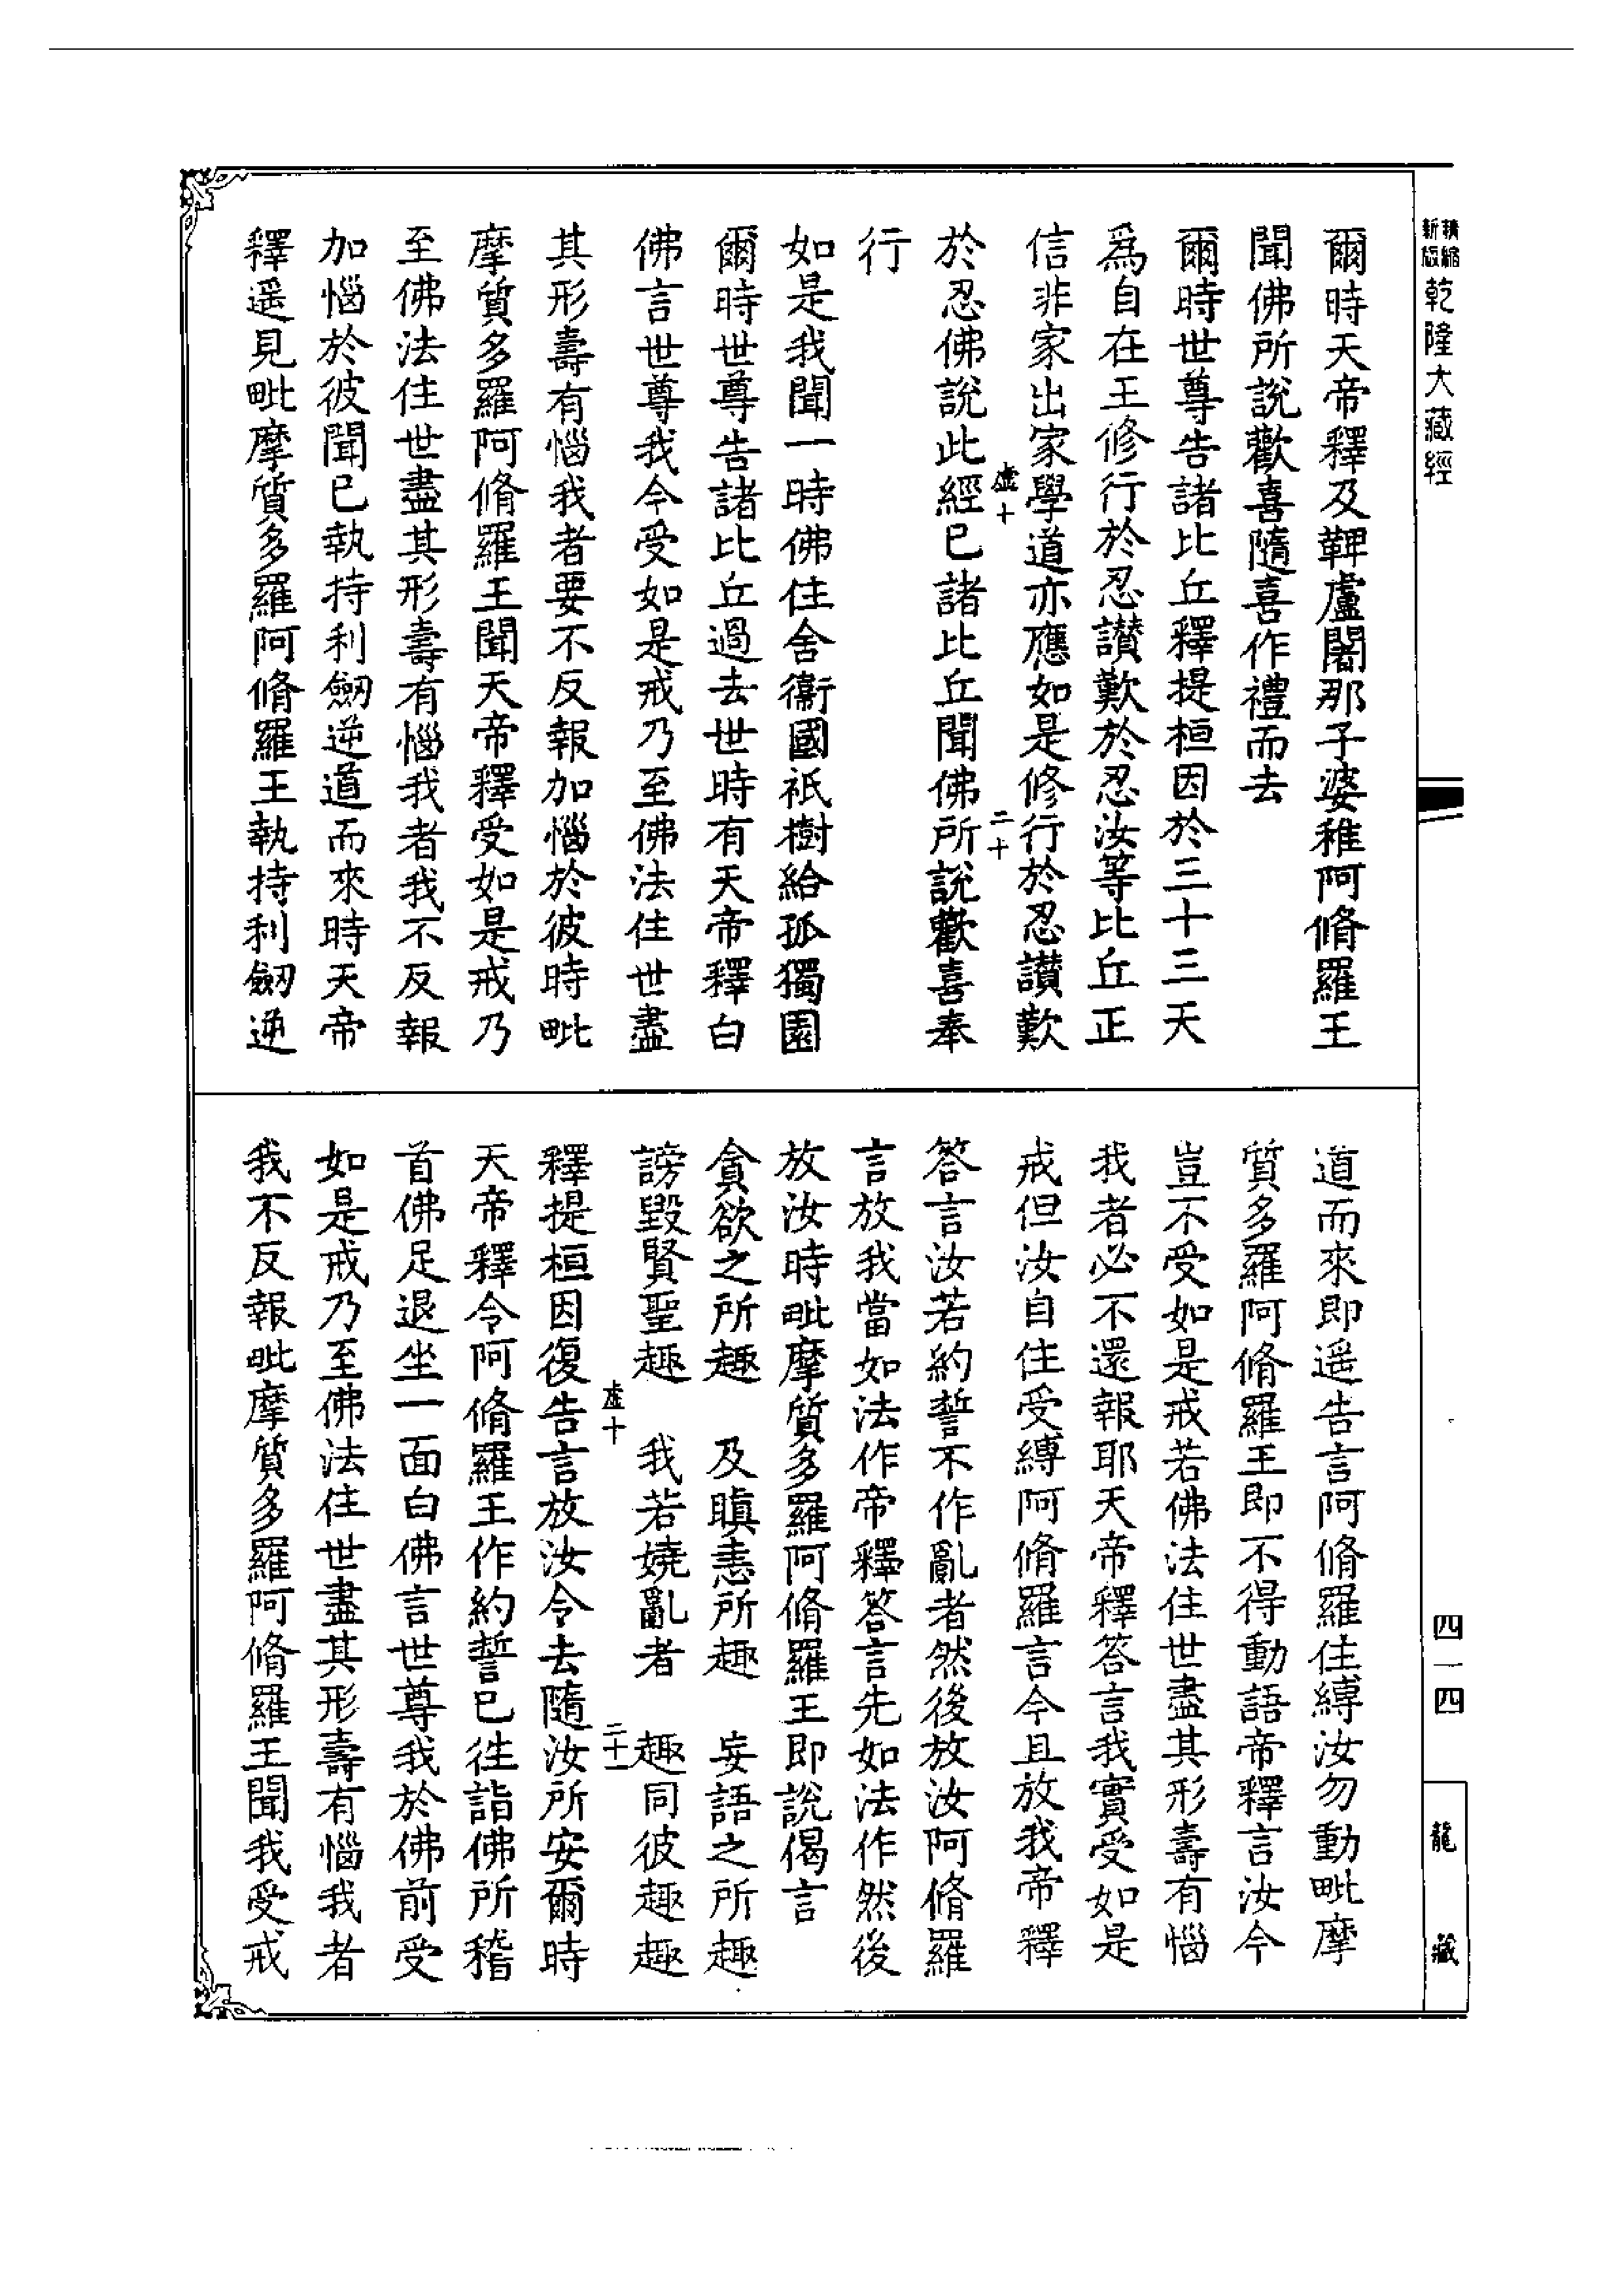 新版精縮乾隆大藏經
爾時天帝釋及鞞盧闍那子婆稚阿脩羅王
聞佛所說歡喜隨喜作禮而去
爾時世尊告諸比丘釋提桓因於三十三天
爲自在王修行於忍讚歎於忍汝等比丘正
信非家出家學道亦應如是修行於忍讚歎
虛十 二十
於忍佛說此經已諸比丘聞佛所說歡喜奉
行
如是我聞一時佛住舍衞國祇樹給孤獨園
爾時世尊告諸比丘過去世時有天帝釋白
佛言世尊我今受如是戒乃至佛法住世盡
其形壽有惱我者要不反報加惱於彼時毗
摩質多羅阿脩羅王聞天帝釋受如是戒乃
至佛法住世盡其形壽有惱我者我不反報
加惱於彼聞已執持利劒逆道而來時天帝
釋遥見毗摩質多羅阿脩羅王執持利劒逆
道而來即遥告言阿脩羅住縛汝勿動毗摩
質多羅阿脩羅王即不得動語帝釋言汝今
豈不受如是戒若佛法住世盡其形壽有惱
我者必不還報耶天帝釋答言我實受如是
戒但汝自住受縛阿脩羅言今且放我帝釋
答言汝若約誓不作亂者然後放汝阿脩羅
言放我當如法作帝釋答言先如法作然後
放汝時毗摩質多羅阿脩羅王即說偈言
貪欲之所趣 及瞋恚所趣 妄語之所趣
謗毀賢聖趣 我若嬈亂者 趣同彼趣趣
虛十 二十一
釋提桓因復告言放汝令去隨汝所安爾時
天帝釋令阿脩羅王作約誓已往詣佛所稽
首佛足退坐一面白佛言世尊我於佛前受
如是戒乃至佛法住世盡其形壽有惱我者
我不反報毗摩質多羅阿脩羅王聞我受戒
四一四
龍藏